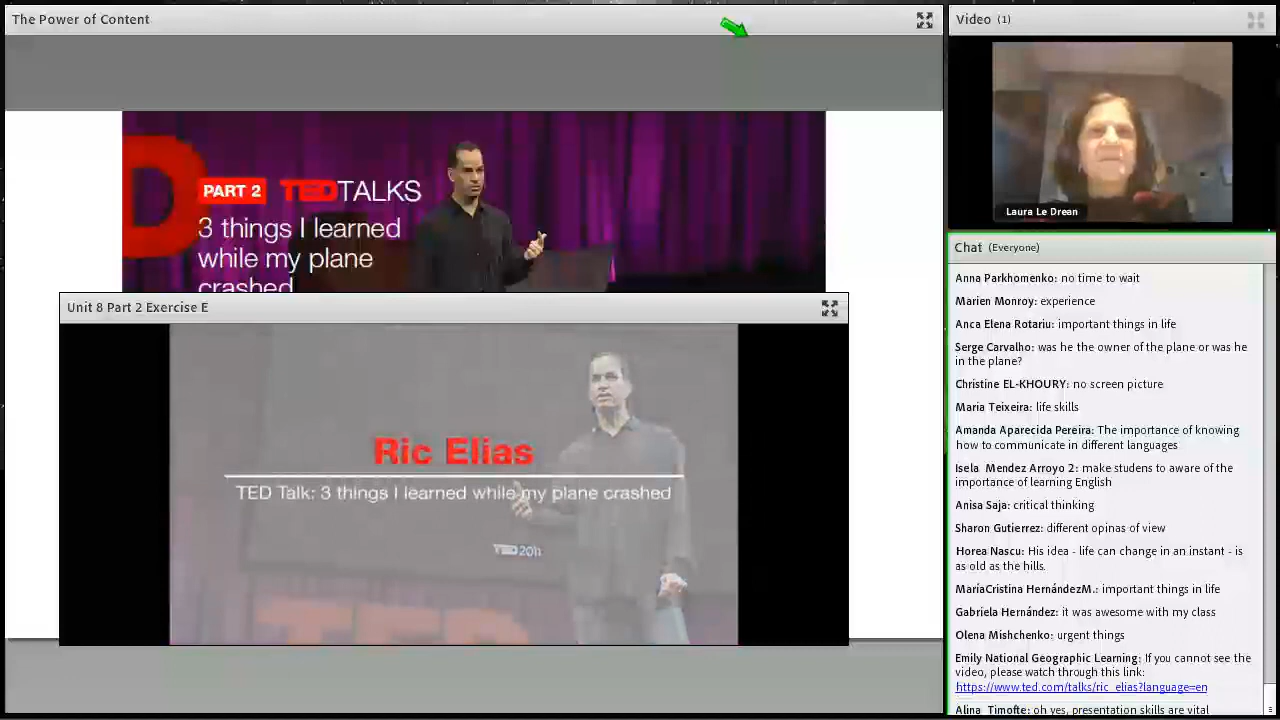 The Power of Content
PART 2 TED TALKS
3 things I learned
while my plane
crashed
Unit 8 Part 2 Exercise E
Ric Elias
TED Talk: 3 things I learned while my plane crashed
TED2011
TED
Video (1)
Laura Le Drean
Chat (Everyone)
Anna Parkhomenko: no time to wait
Marien Monroy: experience
Anca Elena Rotariu: important things in life
Serge Carvalho: was he the owner of the plane or was he
in the plane?
Christine EL-KHOURY: no screen picture
Maria Teixeira: life skills
Amanda Aparecida Pereira: The importance of knowing
how to communicate in different languages
Isela Mendez Arroyo 2: make studens to aware of the
importance of learning English
Anisa Saja: critical thinking
Sharon Gutierrez: different opinas of view
Horea Nascu: His idea - life can change in an instant - is
as old as the hills.
MaríaCristina HernándezM.: important things in life
Gabriela Hernández: it was awesome with my class
Olena Mishchenko: urgent things
Emily National Geographic Learning: If you cannot see the
video, please watch through this link:
https://www.ted.com/talks/ric_elias?language=en
Alina Timofte: oh yes, presentation skills are vital